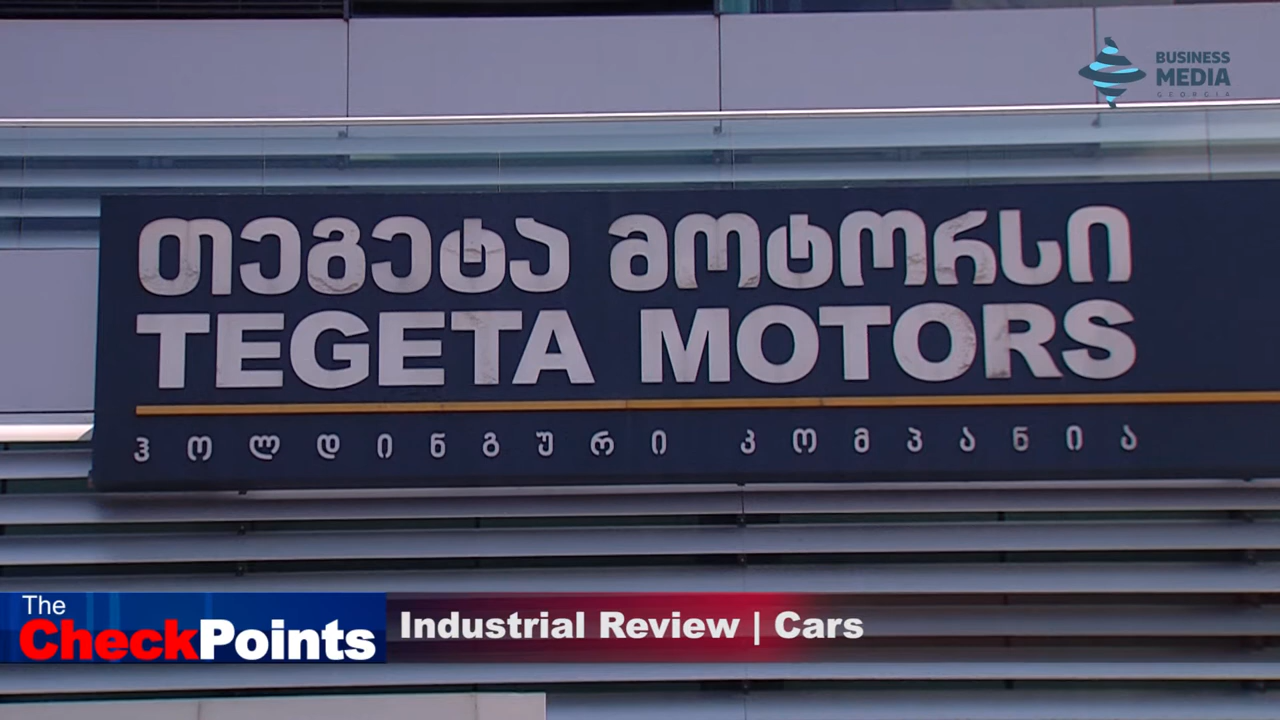 BUSINESS
MEDIA
GEORGIA
თეგეტა მოტორსი
TEGETA MOTORS
ჰოლდინგური კომპანია
The
CheckPoints
Industrial Review | Cars